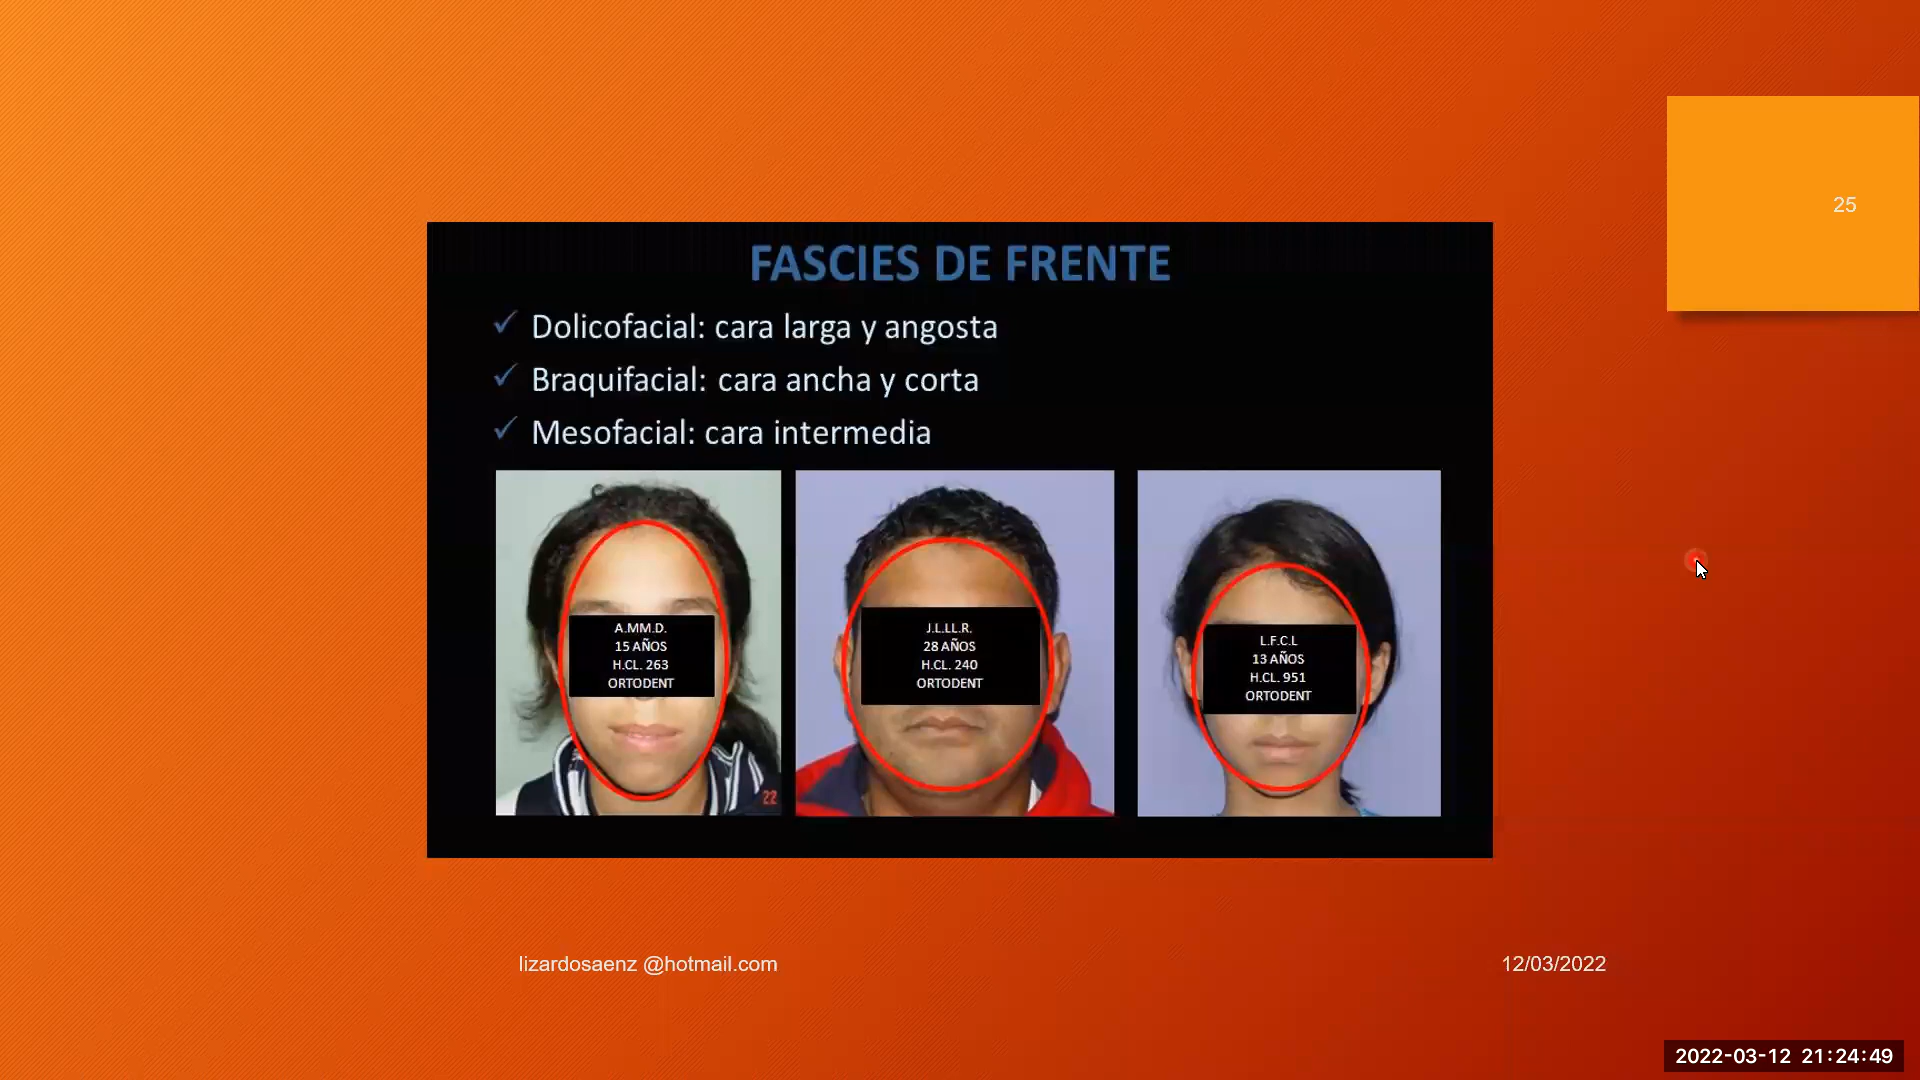 25
FASCIES DE FRENTE
Dolicofacial: cara larga y angosta
Braquifacial: cara ancha y corta
Mesofacial: cara intermedia
A.MM.D.
15 AÑOS
H.CL. 263
ORTODENT
22
J.L.LL.R.
28 AÑOS
H.CL. 240
ORTODENT
L.F.C.L
13 AÑOS
H.CL. 951
ORTODENT
lizardosaenz @hotmail.com
12/03/2022
2022-03-12 21:24:49